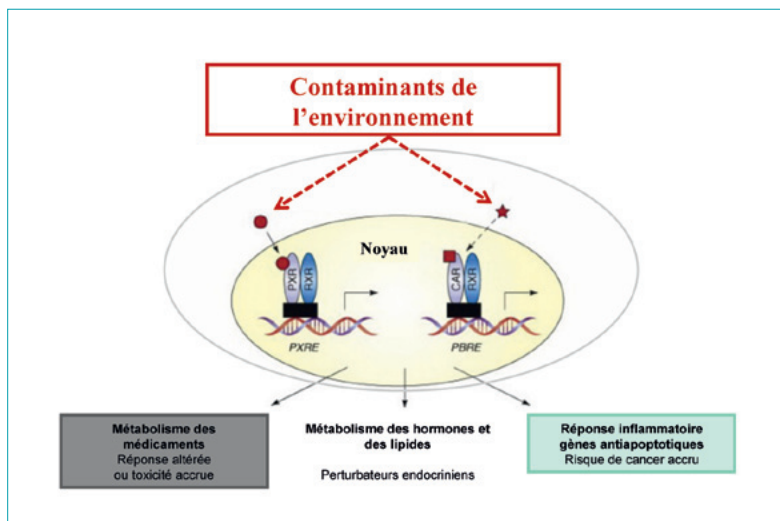 Contaminants de
l'environnement
Noyau
PXR
RXR
CAR
RXR
PXRE
PBRE
Métabolisme des
médicaments
Réponse altérée
ou toxicité accrue
Métabolisme des hormones et
des lipides
Perturbateurs endocriniens
Réponse inflammatoire
gènes antiapoptotiques
Risque de cancer accru